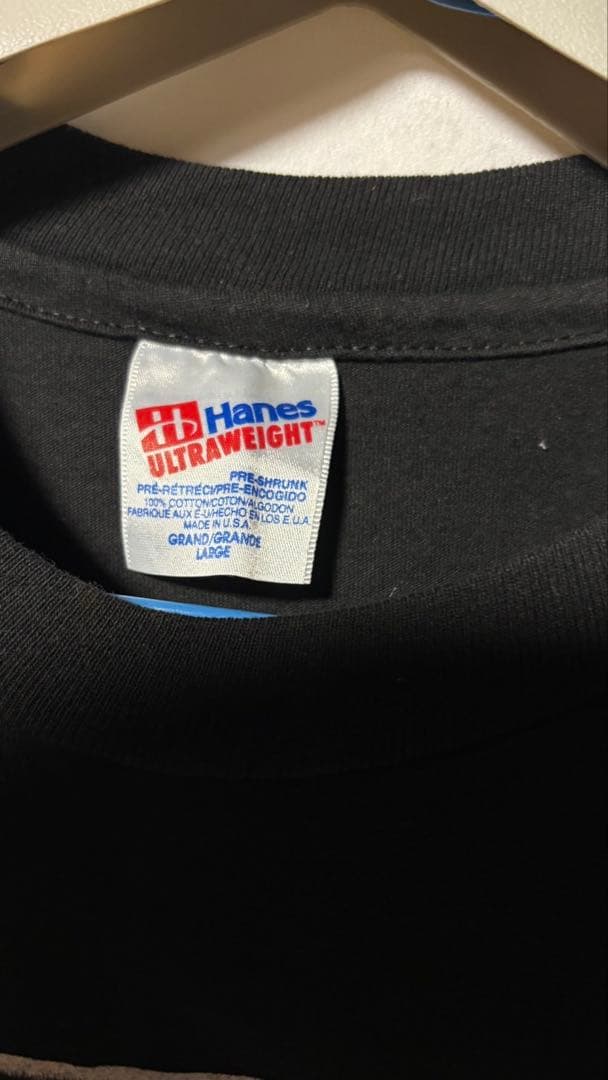 Hanes
ULTRAWEIGHT™
PRE-SHRUNK
PRÉ-RÉTRÉCI/PRE-ENCOGIDO
100% COTTON/COTON/ALGODON
FABRIQUE AUX É-U/HECHO EN LOS E.U.A.
MADE IN U.S.A.
GRAND/GRANDE
LARGE